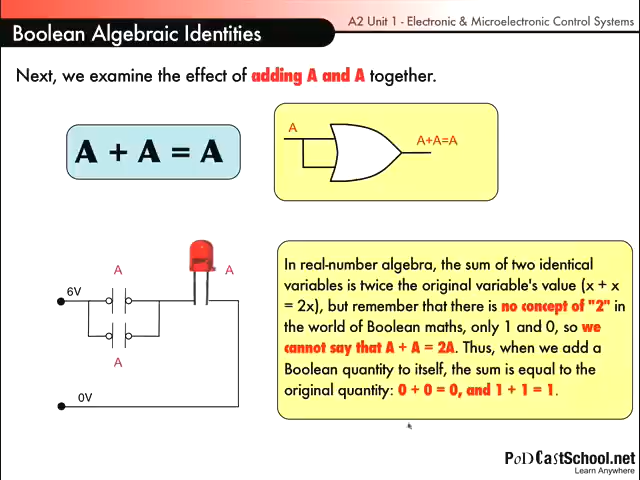 A2 Unit 1 - Electronic & Microelectronic Control Systems
Boolean Algebraic Identities
Next, we examine the effect of adding A and A together.
A + A = A
A
A+A=A
A
A
6V
A
0V
In real-number algebra, the sum of two identical
variables is twice the original variable's value (x + x
= 2x), but remember that there is no concept of "2" in
the world of Boolean maths, only 1 and 0, so we
cannot say that A + A = 2A. Thus, when we add a
Boolean quantity to itself, the sum is equal to the
original quantity: 0 + 0 = 0, and 1 + 1 = 1.
PoDCastSchool.net
Learn Anywhere